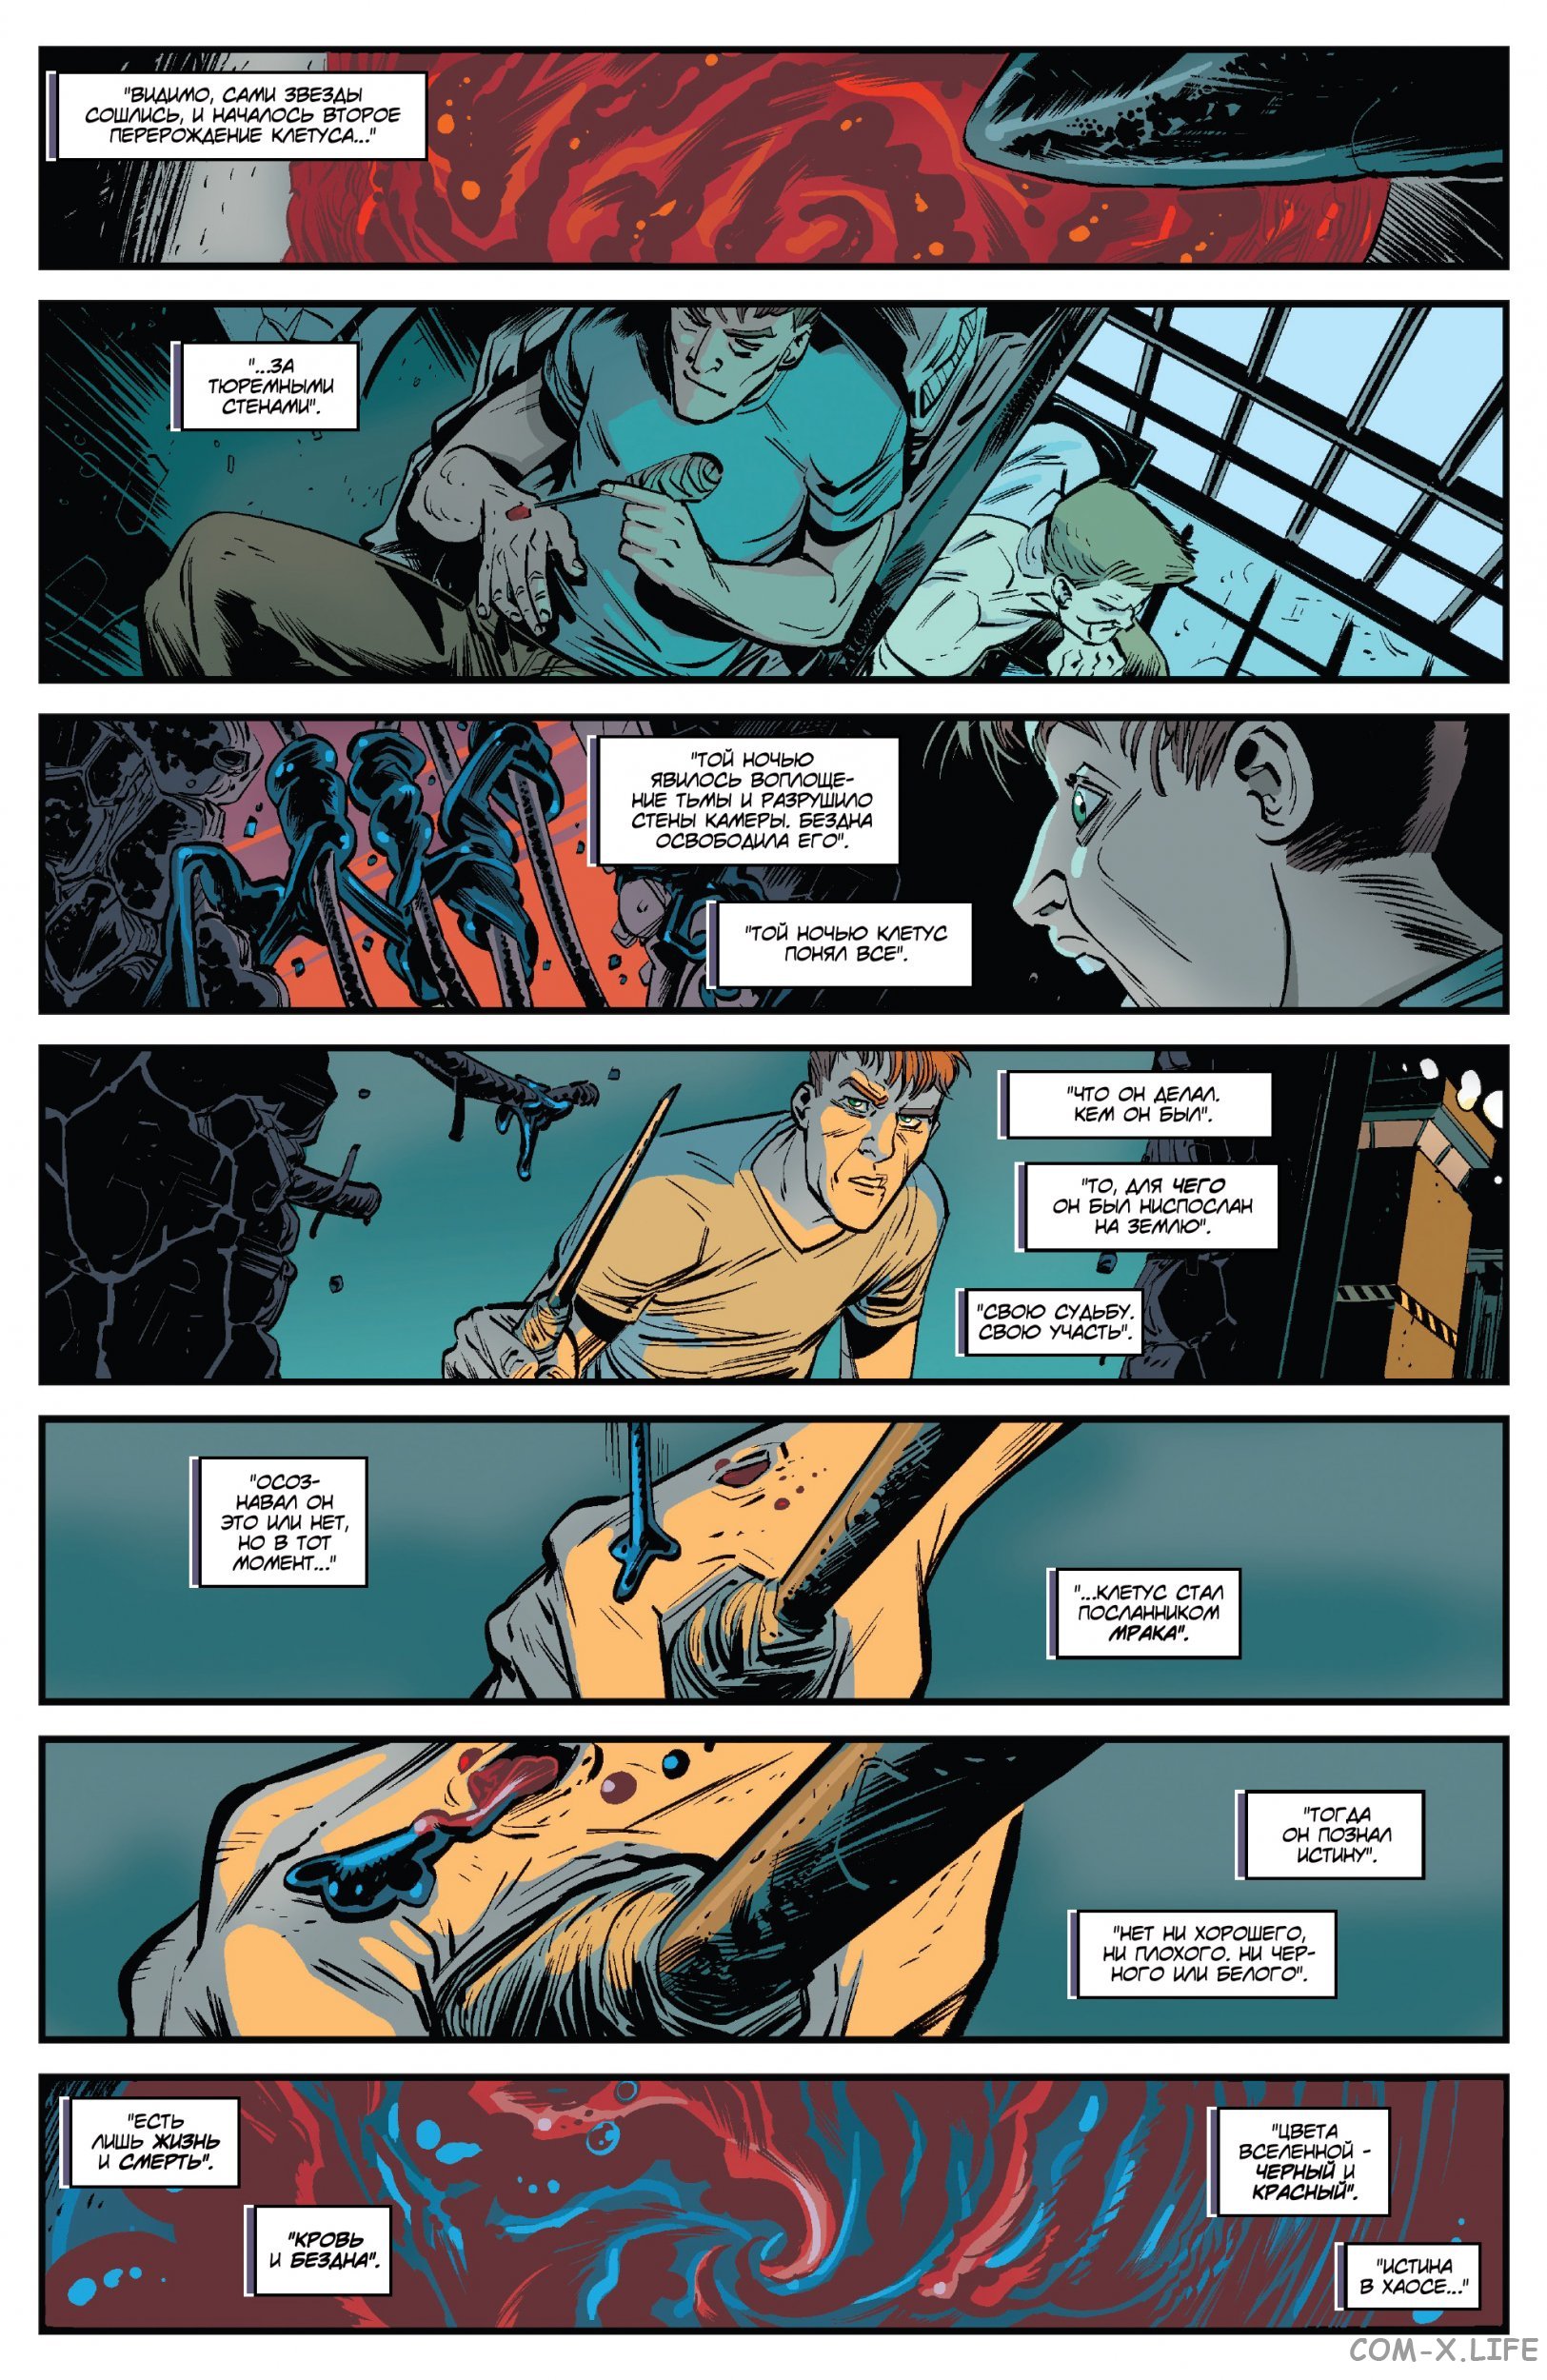 "ВИДИМО, САМИ ЗВЕЗДЫ
СОШЛИСЬ, И НАЧАЛОСЬ ВТОРОЕ
ПЕРЕРОЖДЕНИЕ КЛЕТУСА..."
"...ЗА
ТЮРЕМНЫМИ
СТЕНАМИ".
"ТОЙ НОЧЬЮ
ЯВИЛОСЬ ВОПЛОЩЕ-
НИЕ ТЬМЫ И РАЗРУШИЛО
СТЕНЫ КАМЕРЫ. БЕЗДНА
ОСВОБОДИЛА ЕГО".
"ТОЙ НОЧЬЮ КЛЕТУС
ПОНЯЛ ВСЕ".
"ЧТО ОН ДЕЛАЛ.
КЕМ ОН БЫЛ".
"ТО, ДЛЯ ЧЕГО
ОН БЫЛ НИСПОСЛАН
НА ЗЕМЛЮ".
"СВОЮ СУДЬБУ.
СВОЮ УЧАСТЬ".
"ОСОЗ-
НАВАЛ ОН
ЭТО ИЛИ НЕТ,
НО В ТОТ
МОМЕНТ..."
"...КЛЕТУС СТАЛ
ПОСЛАННИКОМ
МРАКА".
"ТОГДА
ОН ПОЗНАЛ
ИСТИНУ".
"НЕТ НИ ХОРОШЕГО,
НИ ПЛОХОГО. НИ ЧЕР-
НОГО ИЛИ БЕЛОГО".
"ЕСТЬ
ЛИШЬ ЖИЗНЬ
И СМЕРТЬ".
"КРОВЬ
И БЕЗДНА".
"ЦВЕТА
ВСЕЛЕННОЙ -
ЧЕРНЫЙ И
КРАСНЫЙ".
"ИСТИНА
В ХАОСЕ..."
COM-X.LIFE